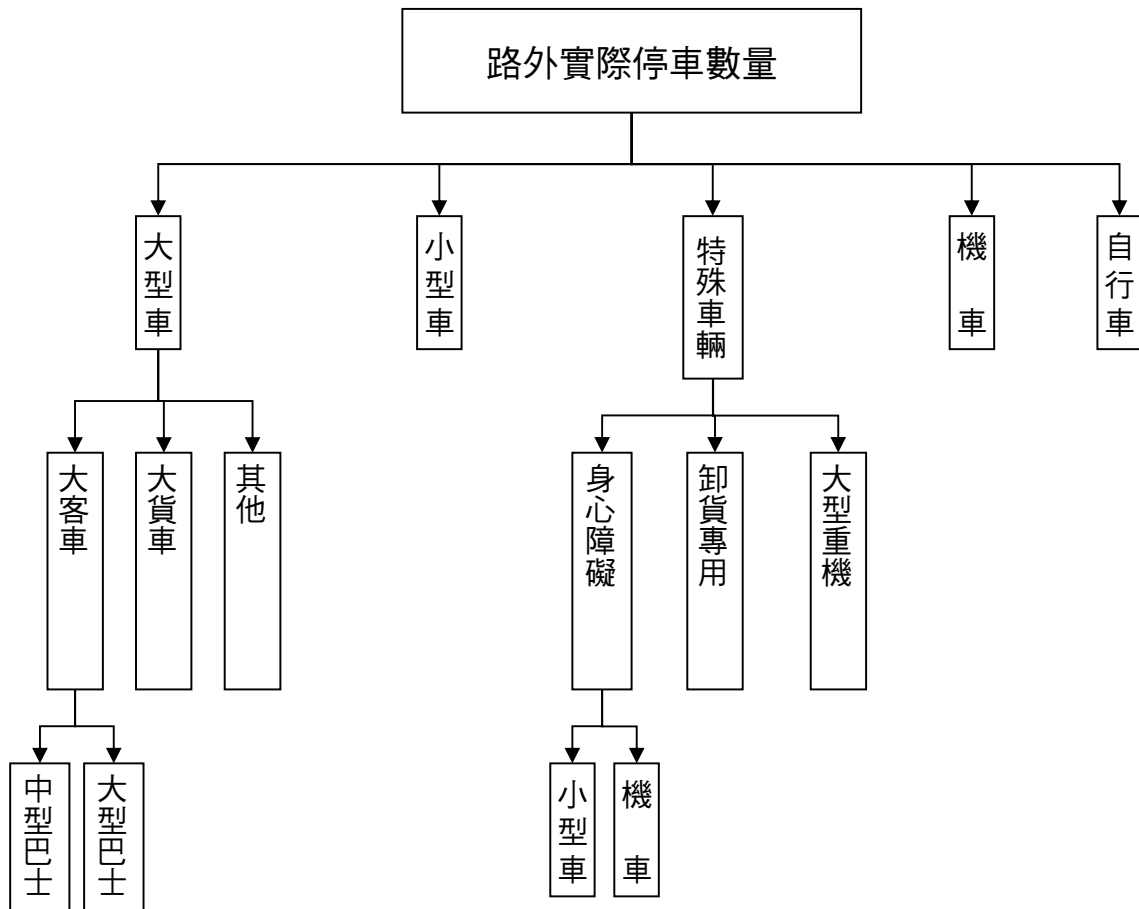 路外實際停車數量
大型車
小型車
特殊車輛
機車
自行車
大客車
大貨車
其他
身心障礙
卸貨專用
大型重機
中型巴士
大型巴士
小型車
機車